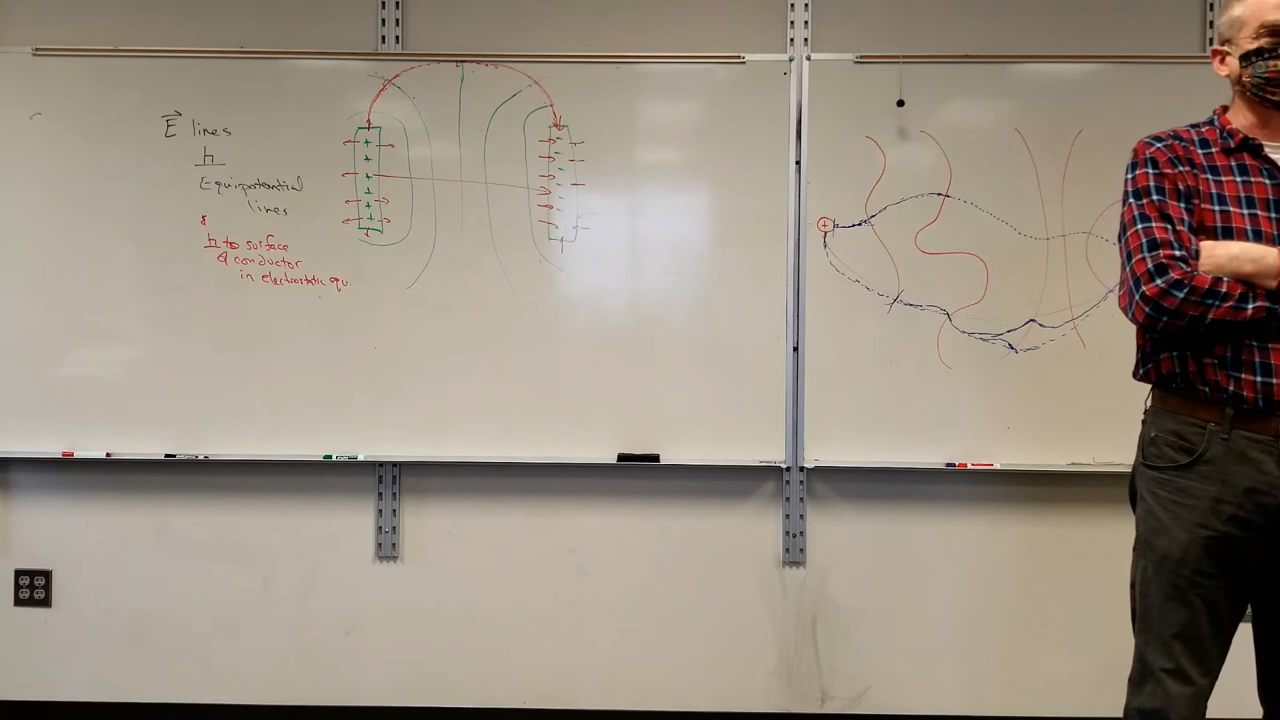 E lines
h
Equipotential
lines
&
h to surface
of conductor
in electrostatic equ.
+ + + + + +
- - - - - - -
+